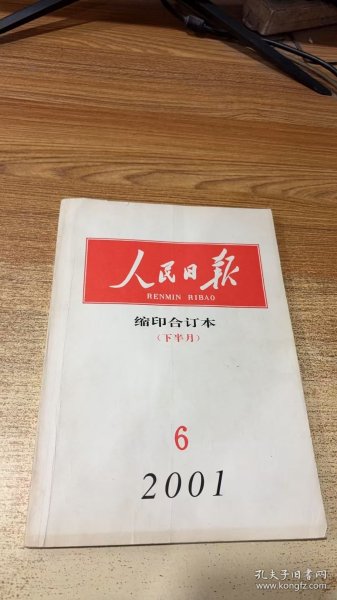 人民日报
RENMIN RIBAO
缩印合订本
（下半月）
6
2001
孔夫子旧书网
www.kongfz.com